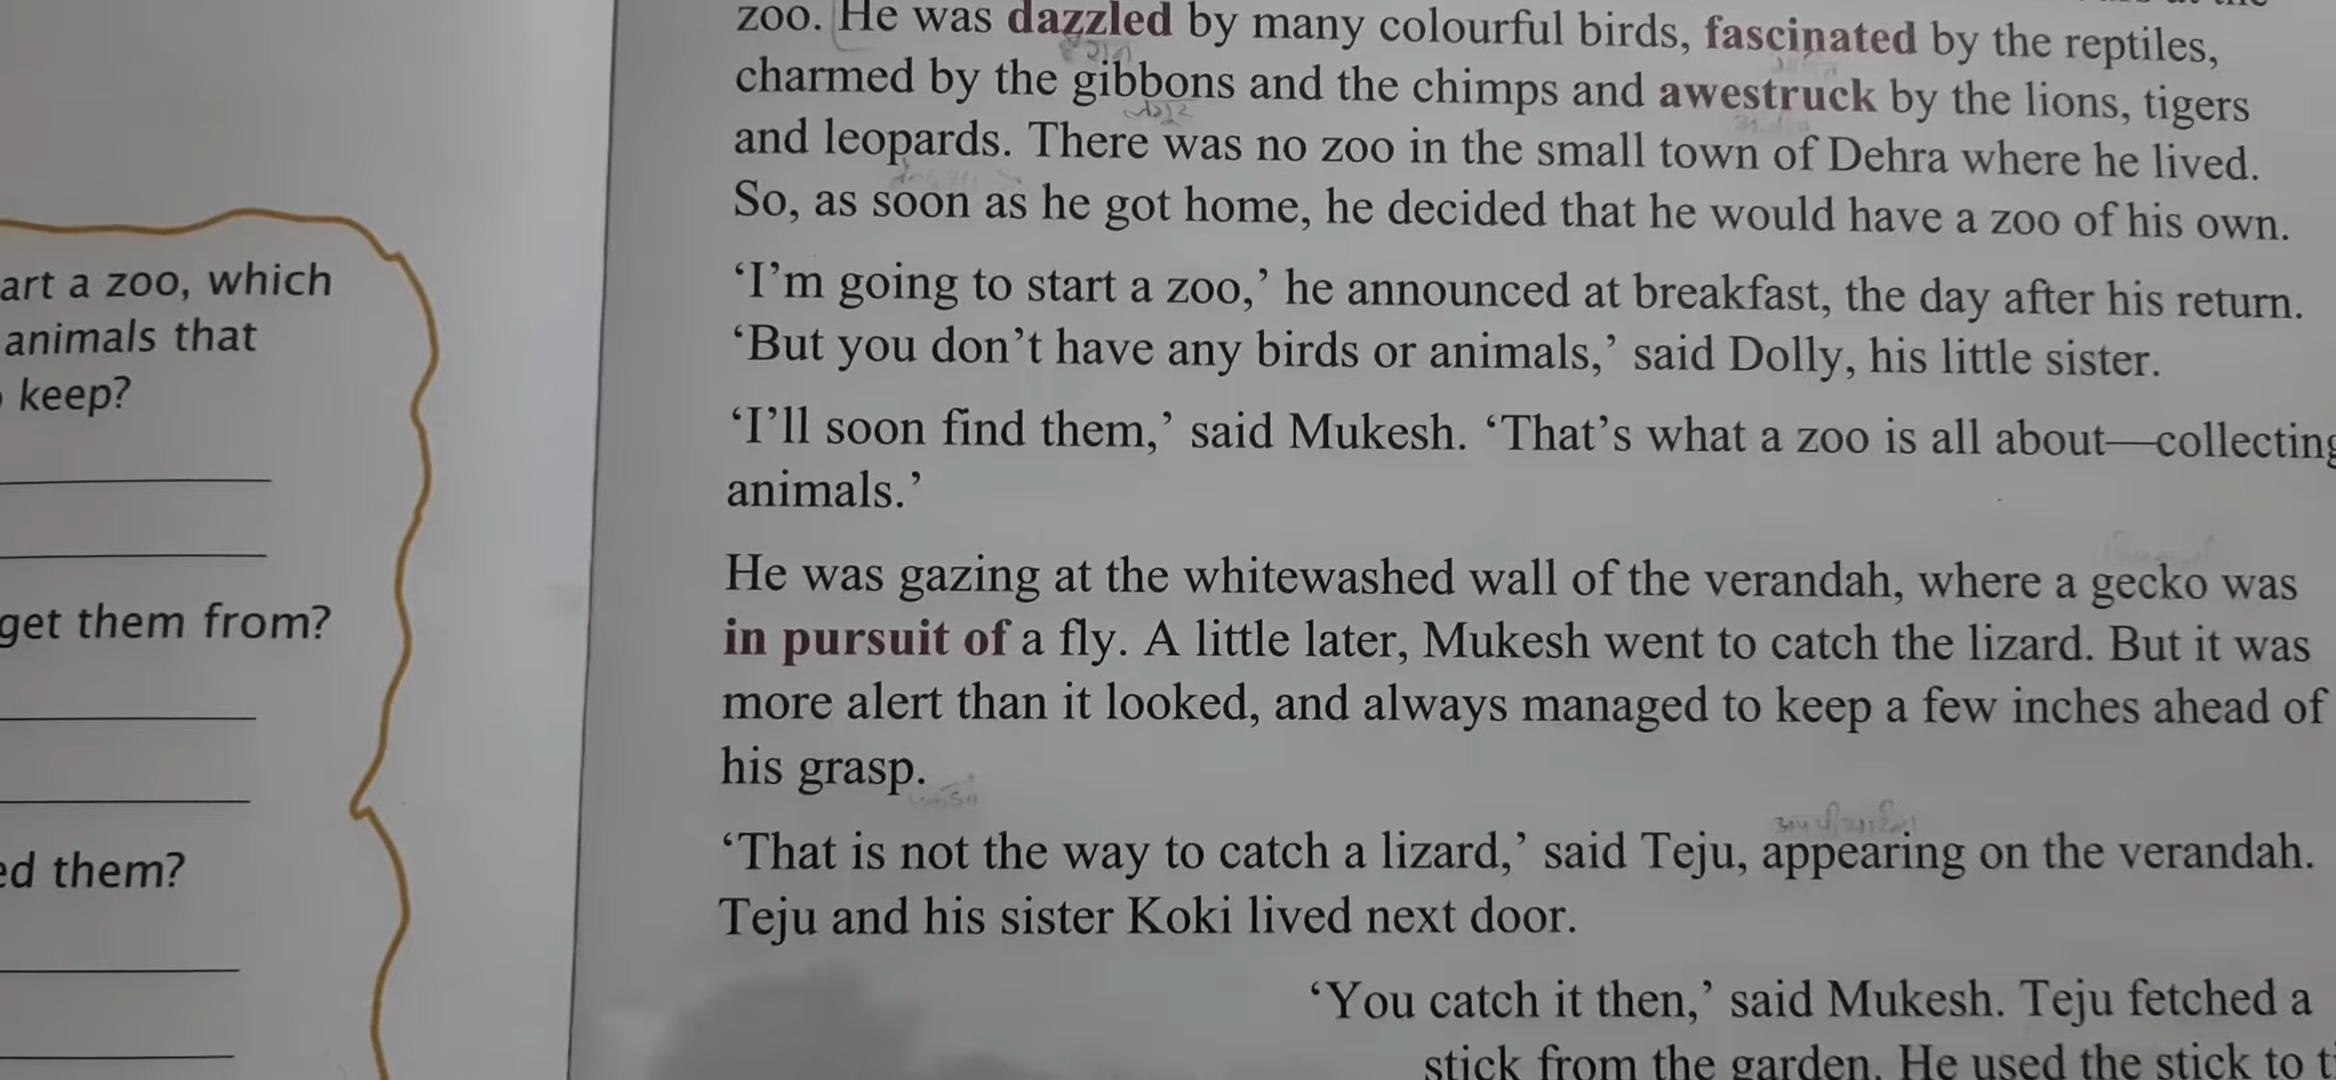 art a zoo, which
animals that
keep?
get them from?
ed them?
zoo. He was dazzled by many colourful birds, fascinated by the reptiles,
charmed by the gibbons and the chimps and awestruck by the lions, tigers
and leopards. There was no zoo in the small town of Dehra where he lived.
So, as soon as he got home, he decided that he would have a zoo of his own.
‘I’m going to start a zoo,’ he announced at breakfast, the day after his return.
‘But you don’t have any birds or animals,’ said Dolly, his little sister.
‘I’ll soon find them,’ said Mukesh. ‘That’s what a zoo is all about—collecting
animals.’
He was gazing at the whitewashed wall of the verandah, where a gecko was
in pursuit of a fly. A little later, Mukesh went to catch the lizard. But it was
more alert than it looked, and always managed to keep a few inches ahead of
his grasp.
‘That is not the way to catch a lizard,’ said Teju, appearing on the verandah.
Teju and his sister Koki lived next door.
‘You catch it then,’ said Mukesh. Teju fetched a
stick from the garden. He used the stick to t